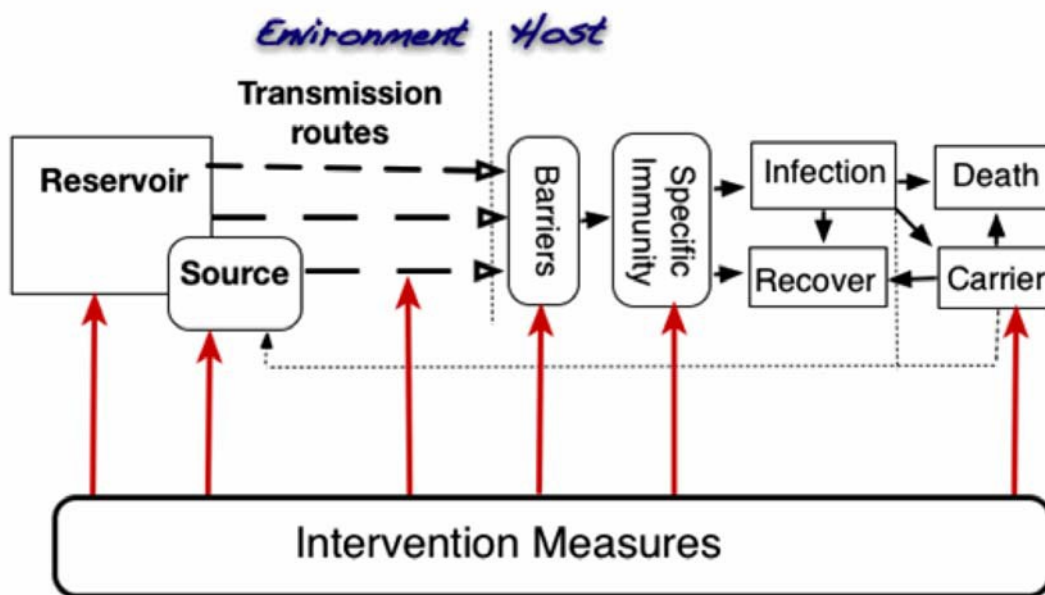 Environment Host
Transmission
routes
Reservoir
Source
Barriers
Specific
Immunity
Infection
Death
Recover
Carrier
Intervention Measures